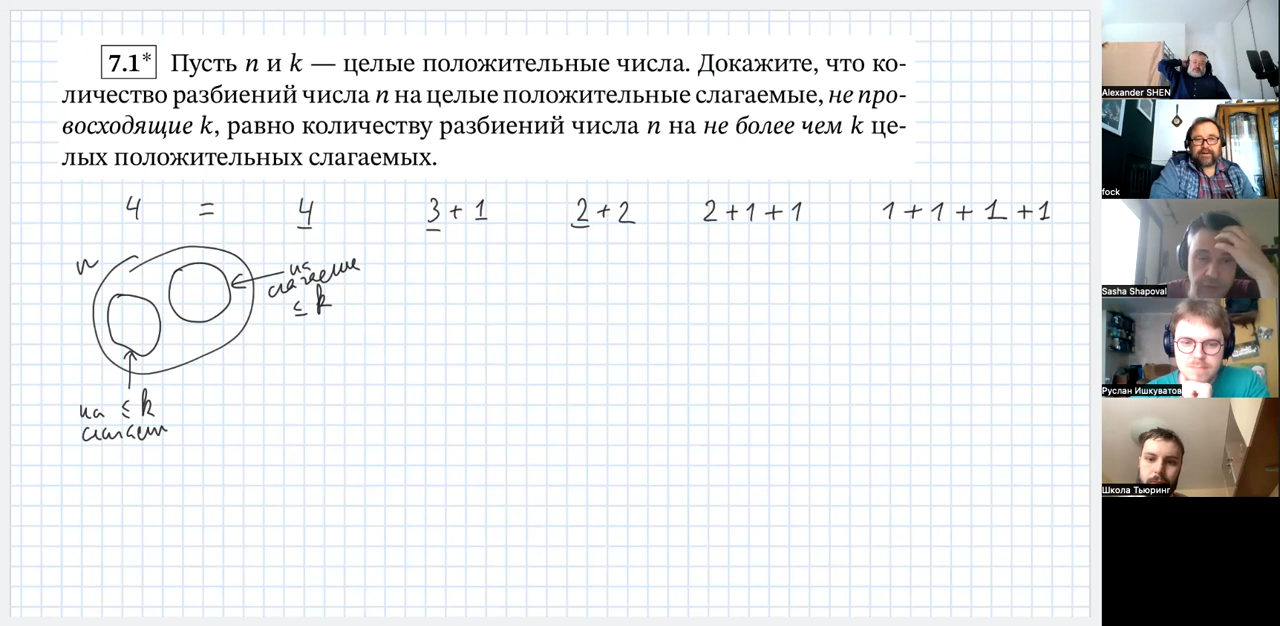 7.1* Пусть n и k — целые положительные числа. Докажите, что ко-
личество разбиений числа n на целые положительные слагаемые, не пре-
восходящие k, равно количеству разбиений числа n на не более чем k це-
лых положительных слагаемых.
4 = 4 3 + 1 2 + 2 2 + 1 + 1 1 + 1 + 1 + 1
n
на
≤ k
на ≤ k
Alexander SHEN
fock
Sasha Shapoval
Руслан Ишкуватов
Школа Тьюринг